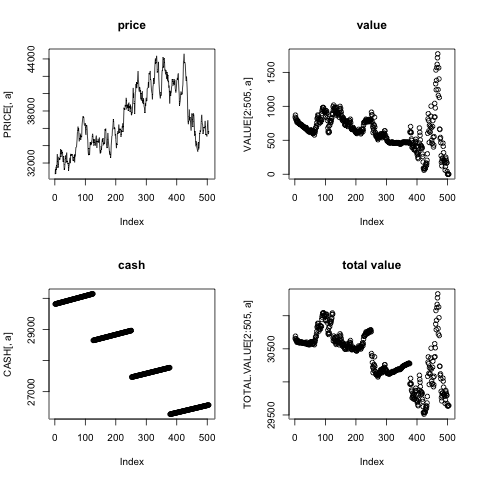 price
PRICE[, a]
44000
38000
32000
0 100 200 300 400 500
Index
value
VALUE[2:505, a]
1500
1000
500
0
0 100 200 300 400 500
Index
cash
CASH[, a]
29000
27000
0 100 200 300 400 500
Index
total value
TOTAL.VALUE[2:505, a]
30500
29500
0 100 200 300 400 500
Index